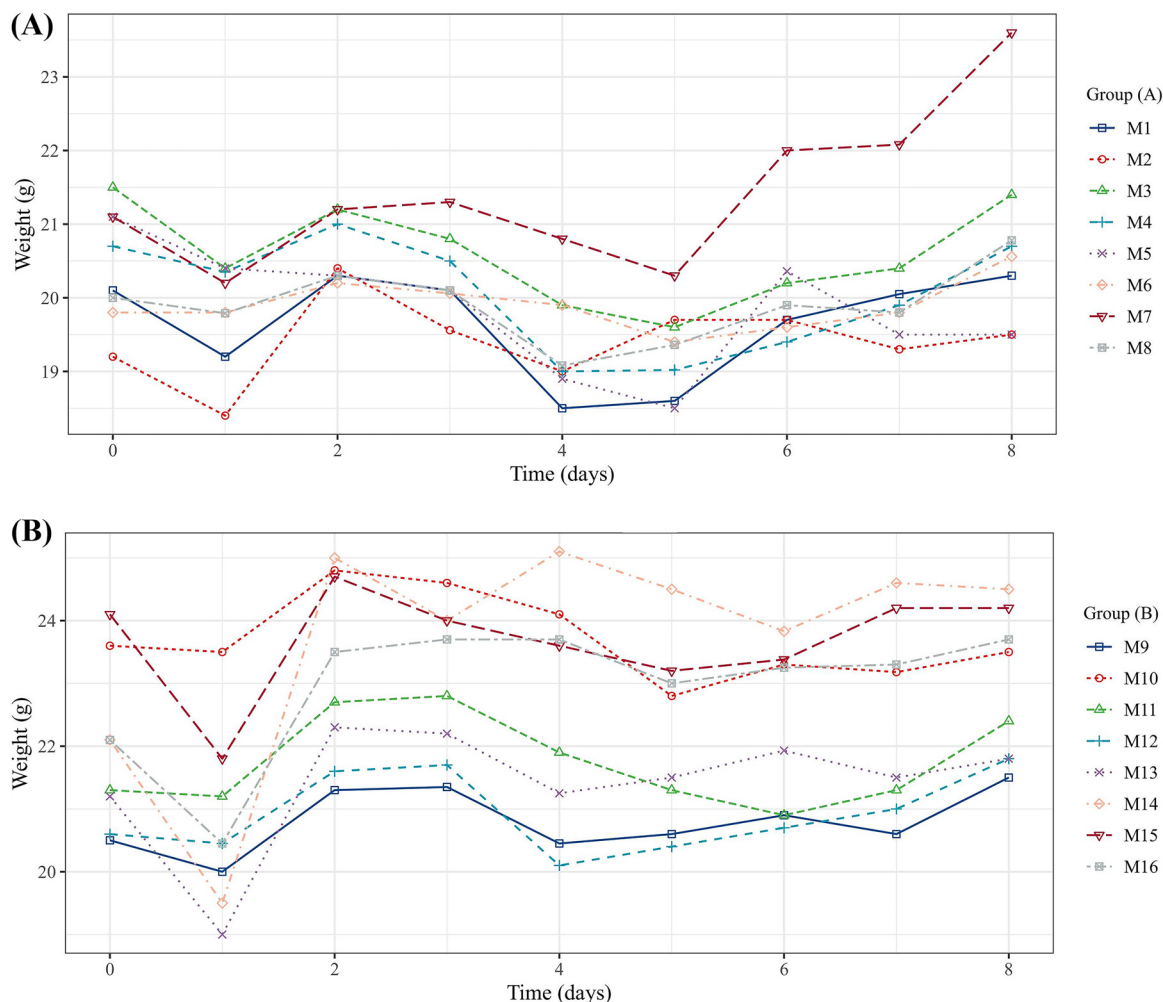 (A)
Weight (g)
23
22
21
20
19
0
2
4
6
8
Time (days)
Group (A)
M1
M2
M3
M4
M5
M6
M7
M8
(B)
Weight (g)
24
22
20
0
2
4
6
8
Time (days)
Group (B)
M9
M10
M11
M12
M13
M14
M15
M16